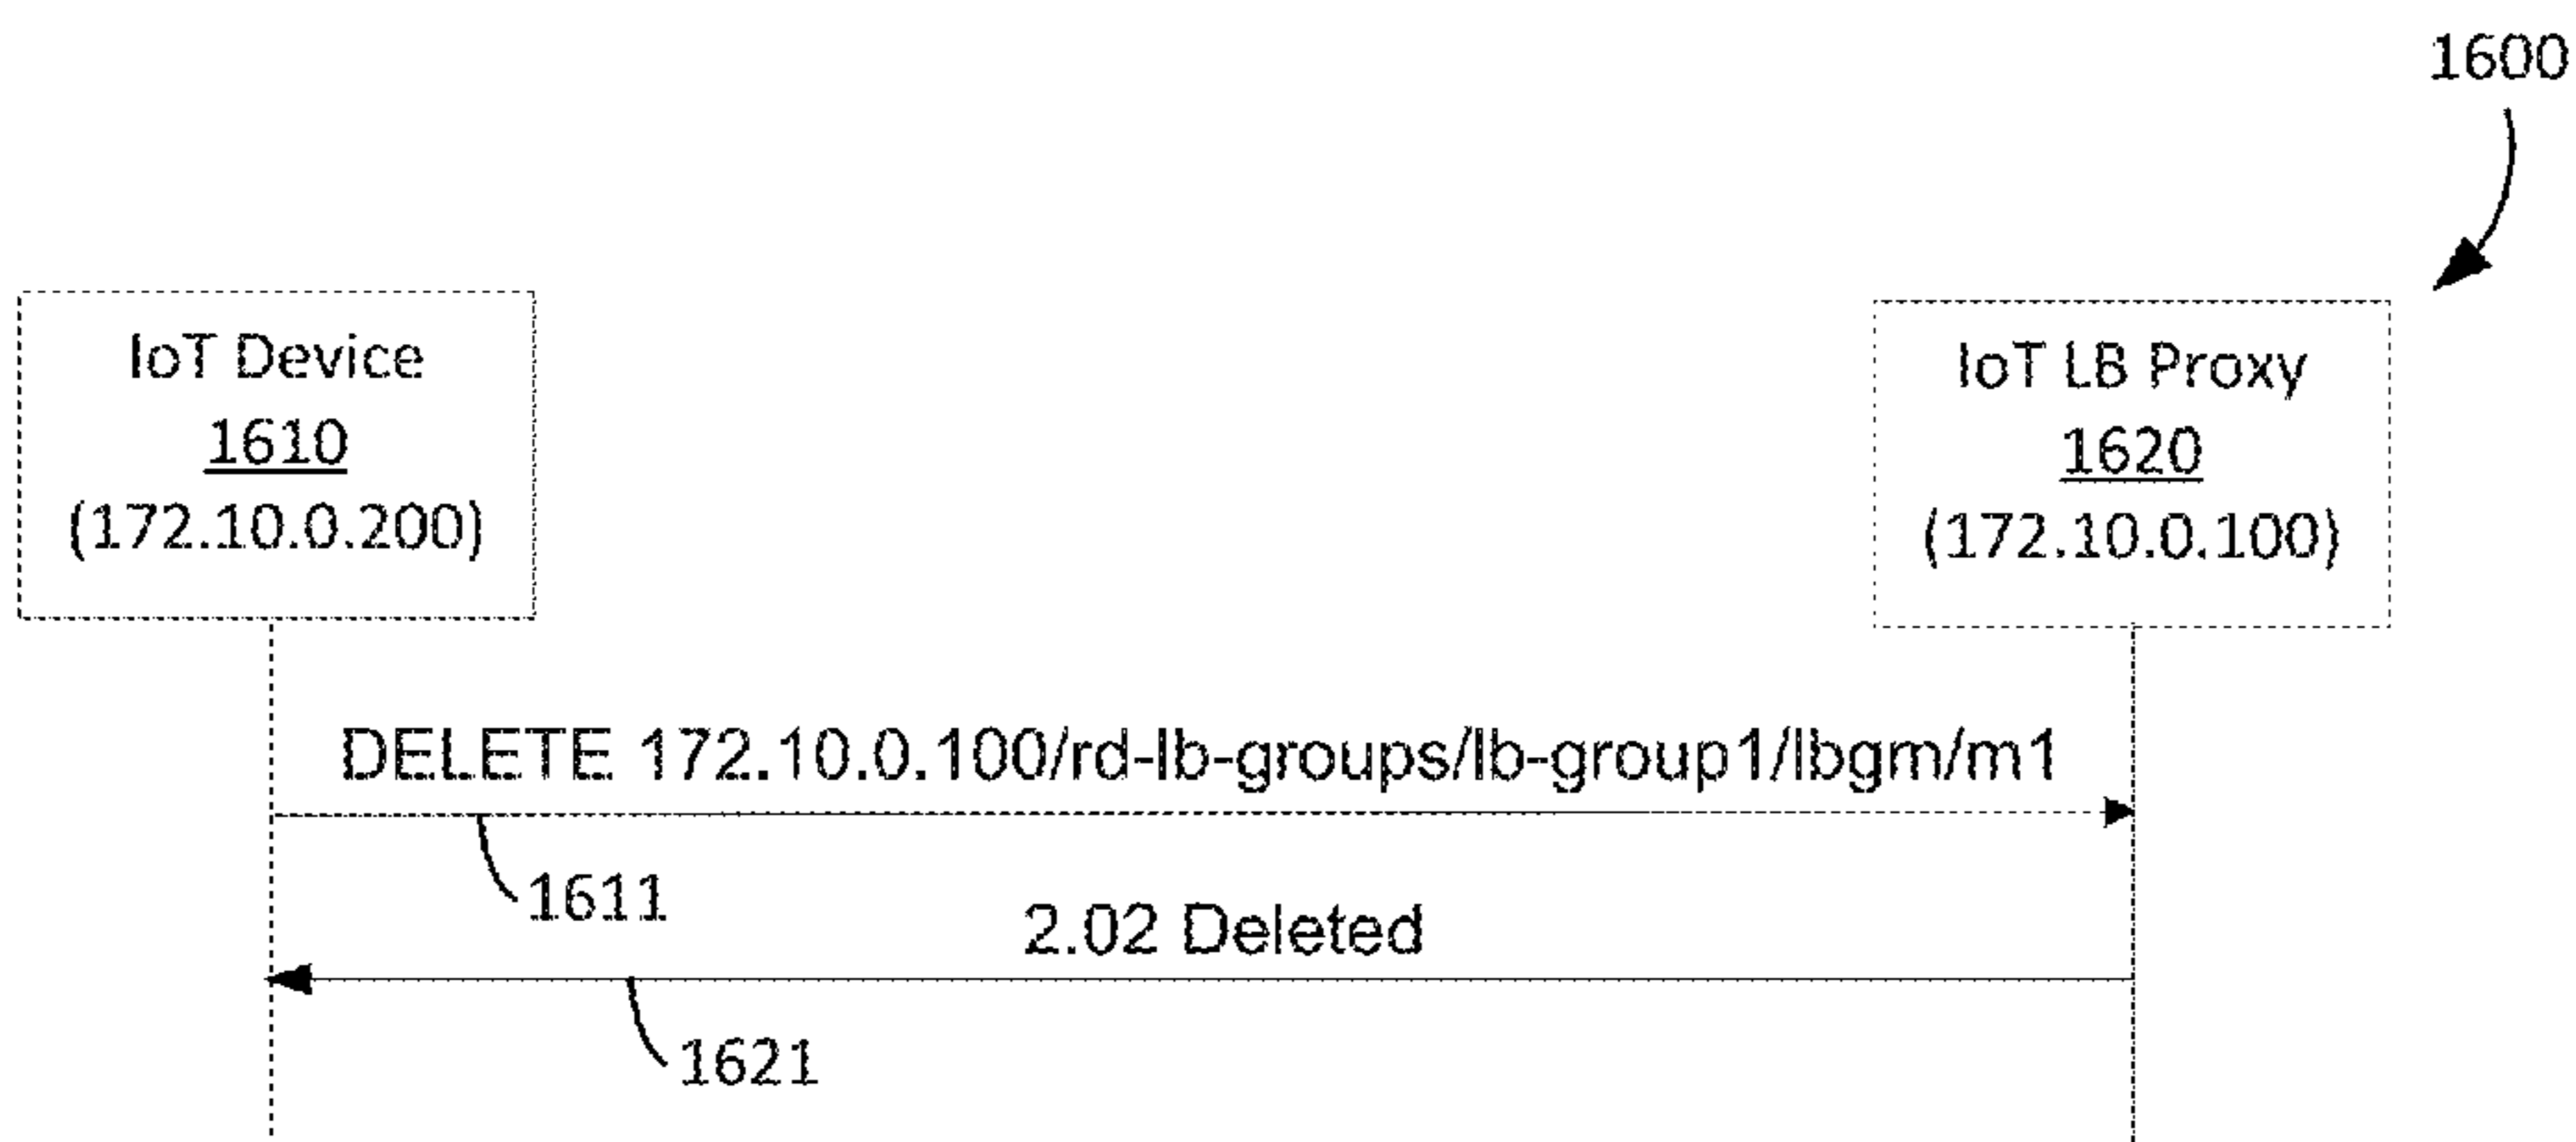 1600
IoT Device
1610
(172.10.0.200)
IoT LB Proxy
1620
(172.10.0.100)
DELETE 172.10.0.100/rd-lb-groups/lb-group1/lbgm/m1
1611
2.02 Deleted
1621